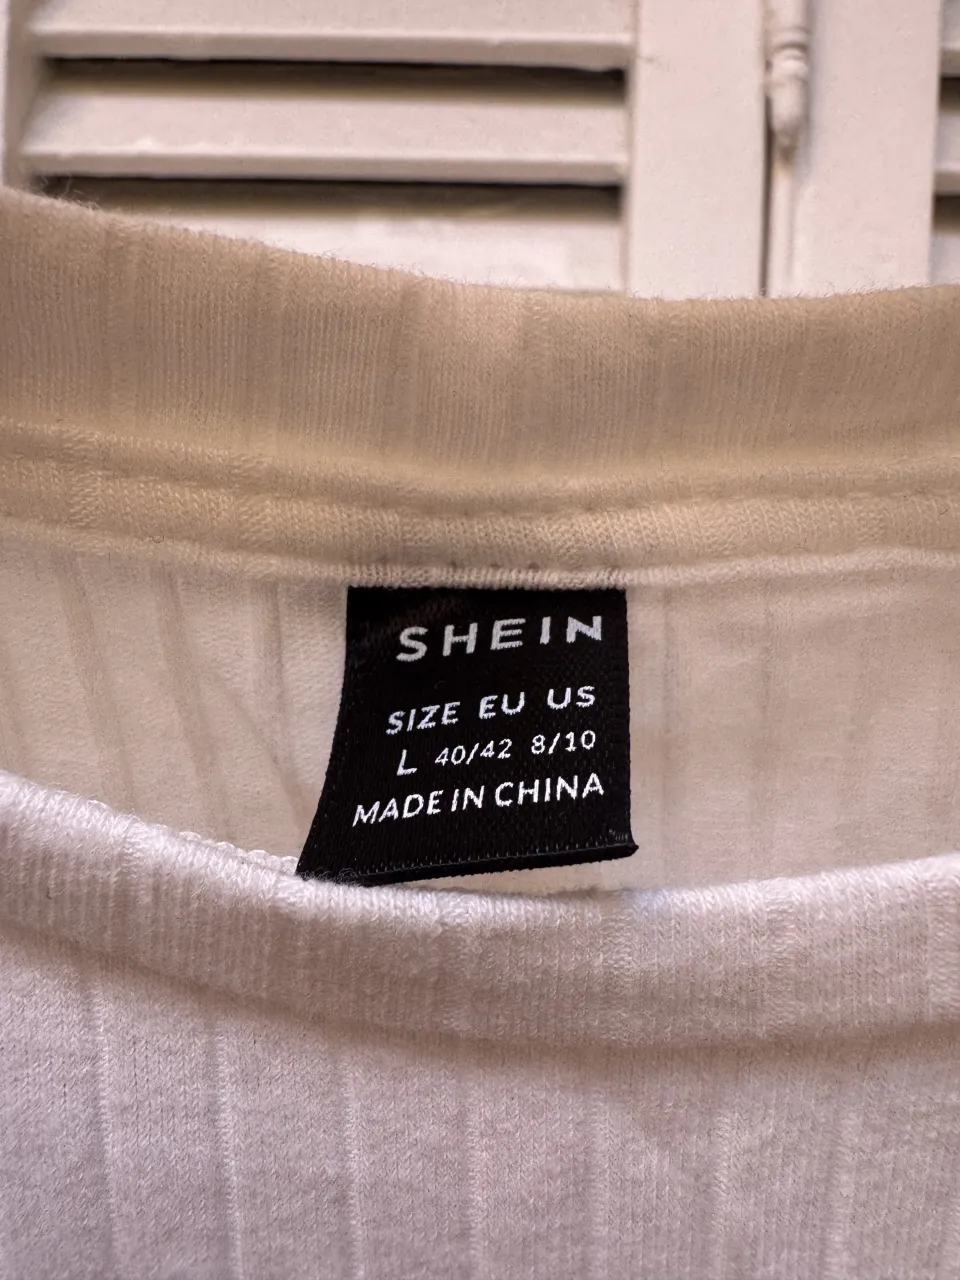 SHEIN
SIZE EU US
L 40/42 8/10
MADE IN CHINA